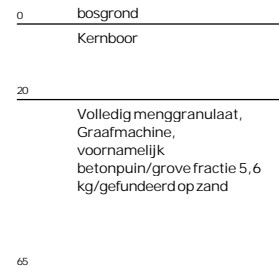 0 bosgrond
Kernboor
20
Volledig menggranulaat,
Graafmachine,
voornamelijk
betonpuin/grove fractie 5,6
kg/gefundeerd op zand
65